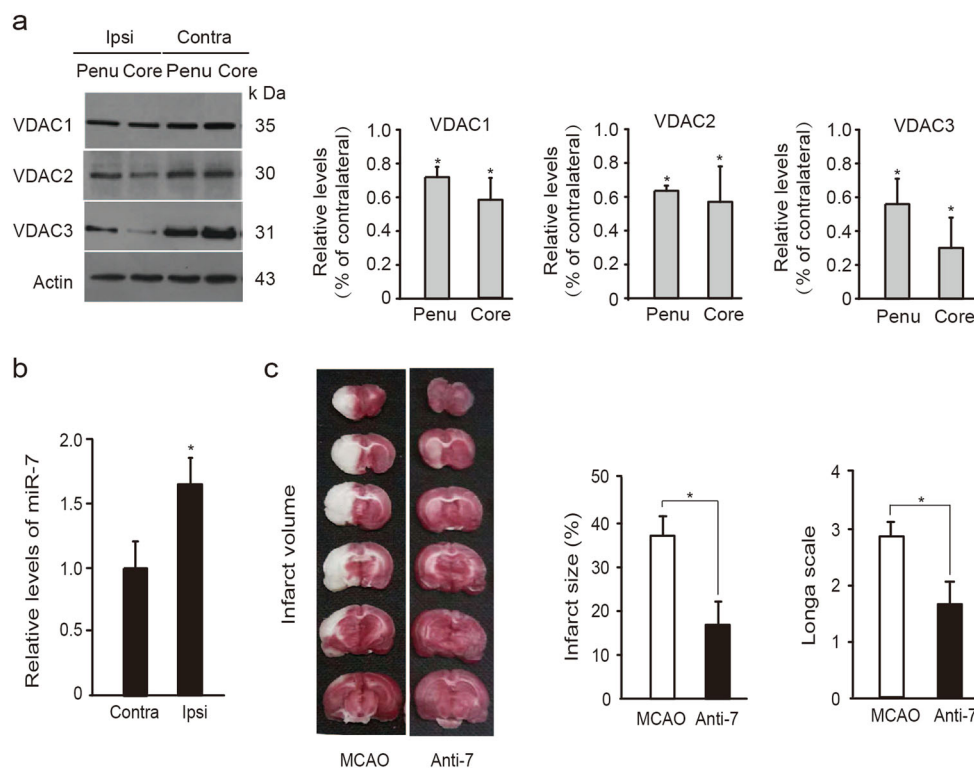 a
Ipsi Contra
Penu Core Penu Core
k Da
VDAC1 35
VDAC2 30
VDAC3 31
Actin 43
VDAC1
Relative levels
(% of contralateral)
1.0
0.8
0.6
0.4
0.2
0
* *
Penu Core
VDAC2
Relative levels
(% of contralateral)
1.0
0.8
0.6
0.4
0.2
0
* *
Penu Core
VDAC3
Relative levels
(% of contralateral)
1.0
0.8
0.6
0.4
0.2
0
* *
Penu Core
b
Relative levels of miR-7
2.0
1.5
1.0
0.5
0
*
Contra Ipsi
c
Infarct volume
MCAO Anti-7
Infarct size (%)
50
40
30
20
10
0
*
MCAO Anti-7
Longa scale
4
3
2
1
0
*
MCAO Anti-7